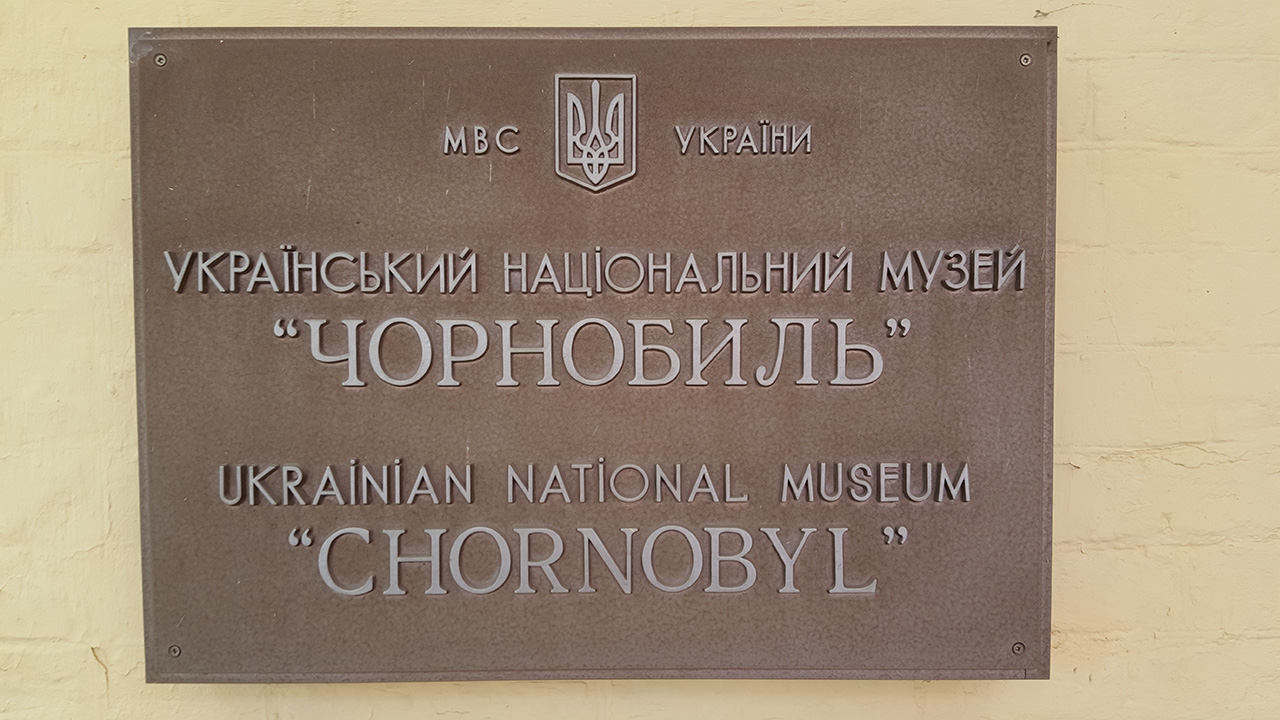 МВС УКРАЇНИ
УКРАЇНСЬКИЙ НАЦІОНАЛЬНИЙ МУЗЕЙ
“ЧОРНОБИЛЬ”
UKRAINIAN NATIONAL MUSEUM
“CHORNOBYL”